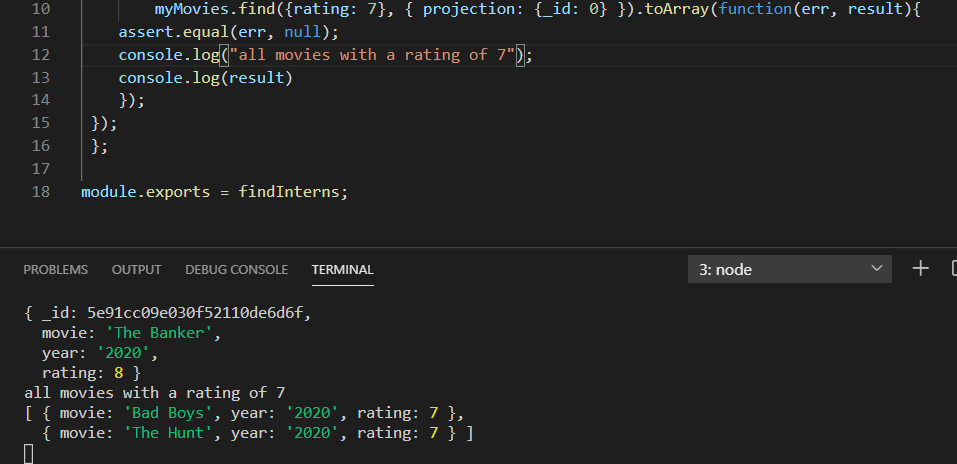 10 myMovies.find({rating: 7}, { projection: {_id: 0} }).toArray(function(err, result){
11 assert.equal(err, null);
12 console.log("all movies with a rating of 7");
13 console.log(result)
14 });
15 });
16 };
17
18 module.exports = findInterns;
PROBLEMS OUTPUT DEBUG CONSOLE TERMINAL 3: node
{ _id: 5e91cc09e030f52110de6d6f,
movie: 'The Banker',
year: '2020',
rating: 8 }
all movies with a rating of 7
[ { movie: 'Bad Boys', year: '2020', rating: 7 },
{ movie: 'The Hunt', year: '2020', rating: 7 } ]